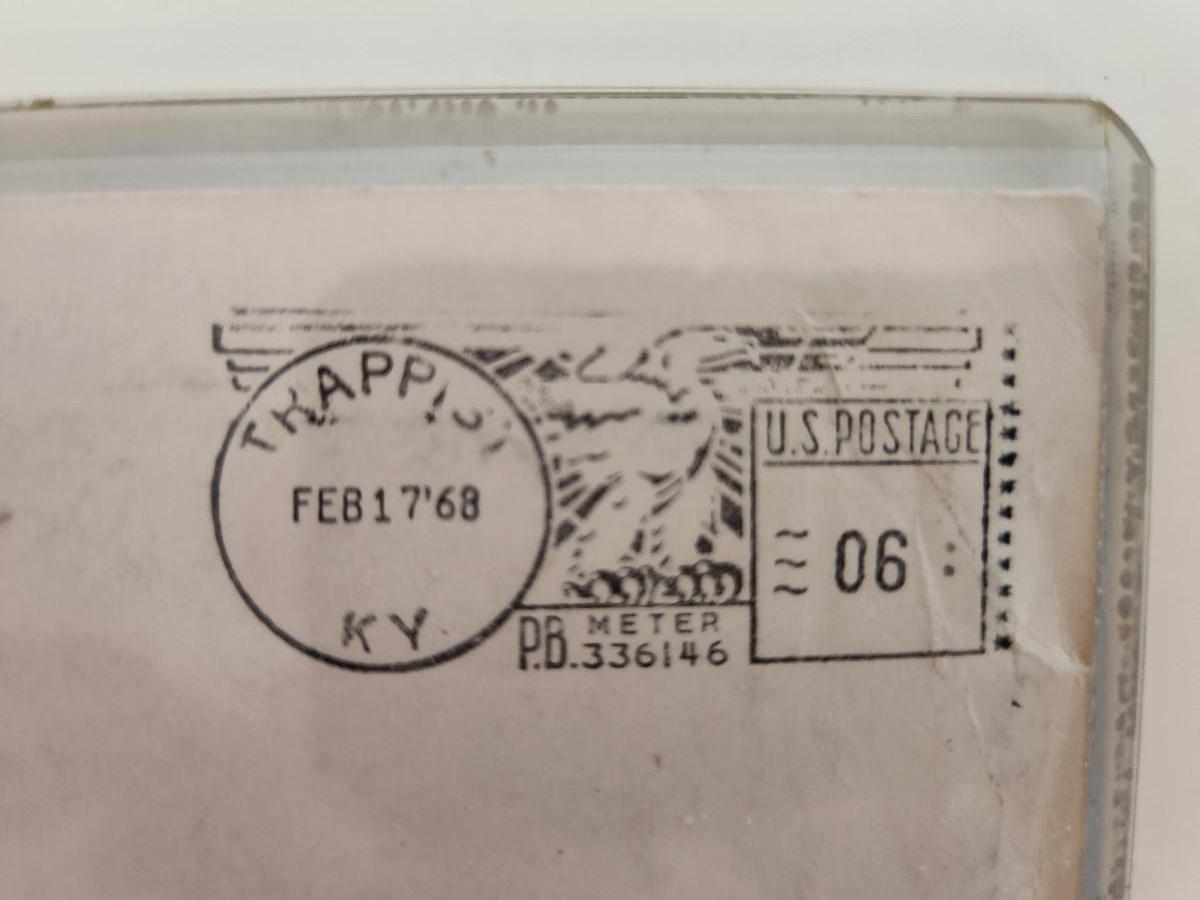 TRAPPIST
FEB 17 '68
KY
P.B. METER
336146
U.S. POSTAGE
06